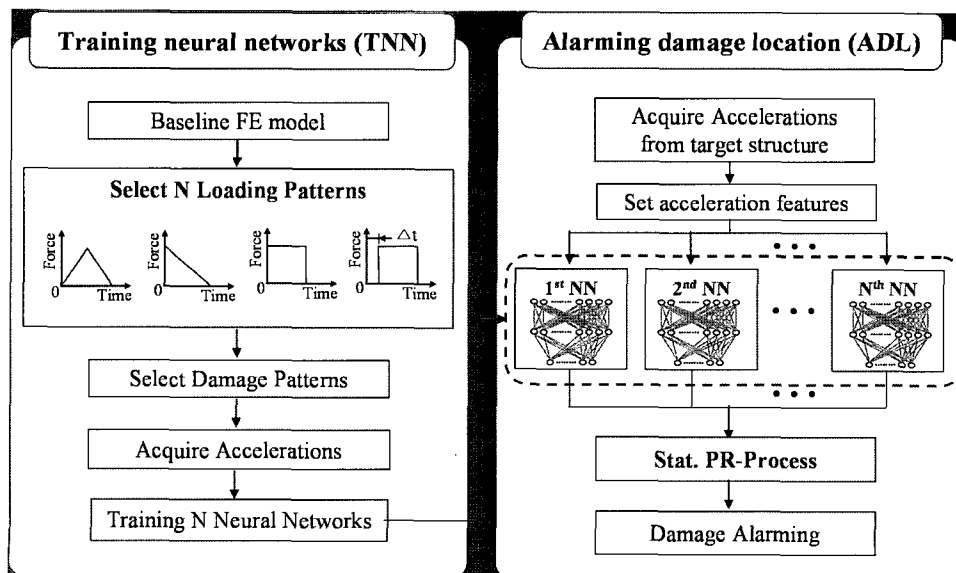 Training neural networks (TNN)
Baseline FE model
Select N Loading Patterns
Force
0
Time
Force
0
Time
Force
0
Time
Force
Δt
0
Time
Select Damage Patterns
Acquire Accelerations
Training N Neural Networks
Alarming damage location (ADL)
Acquire Accelerations
from target structure
Set acceleration features
• • •
1st NN
2nd NN
• • •
Nth NN
• • •
Stat. PR-Process
Damage Alarming